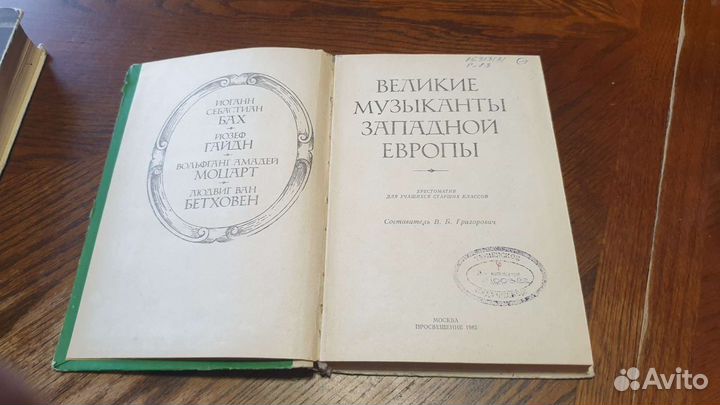 ИОГАНН
СЕБАСТИАН
БАХ
ЙОЗЕФ
ГАЙДН
ВОЛЬФГАНГ АМАДЕЙ
МОЦАРТ
ЛЮДВИГ ВАН
БЕТХОВЕН
ВЕЛИКИЕ
МУЗЫКАНТЫ
ЗАПАДНОЙ
ЕВРОПЫ
ХРЕСТОМАТИЯ
ДЛЯ УЧАЩИХСЯ СТАРШИХ КЛАССОВ
Составитель В. Б. Григорович
МОСКВА
ПРОСВЕЩЕНИЕ 1982
Avito